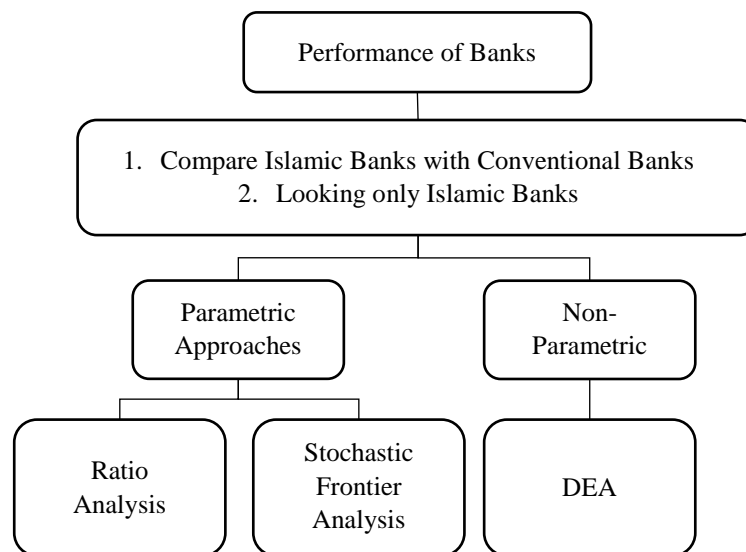 Performance of Banks
1. Compare Islamic Banks with Conventional Banks
2. Looking only Islamic Banks
Parametric
Approaches
Non-
Parametric
Ratio
Analysis
Stochastic
Frontier
Analysis
DEA